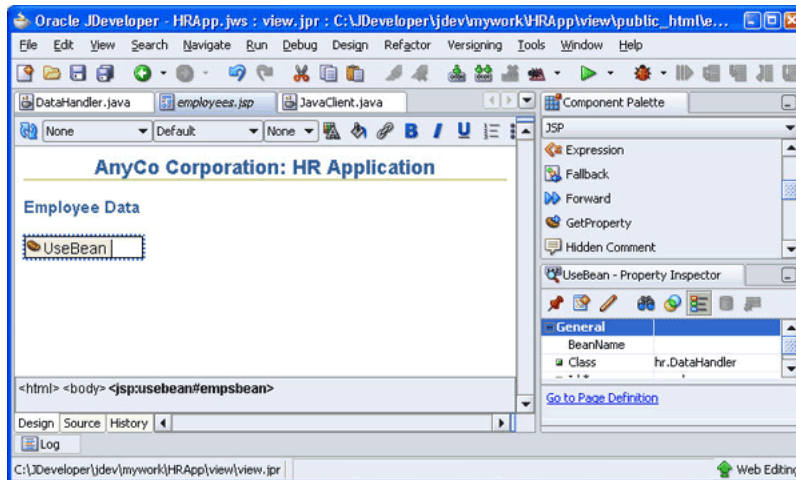 Oracle JDeveloper - HRApp.jws : view.jpr : C:\JDeveloper\jdev\mywork\HRApp\view\public_html\e...
File Edit View Search Navigate Run Debug Design Refactor Versioning Tools Window Help
DataHandler.java employees.jsp JavaClient.java
None Default None B I U
AnyCo Corporation: HR Application
Employee Data
UseBean
<html> <body> <jsp:usebean#empsbean>
Design Source History
Log
C:\JDeveloper\jdev\mywork\HRApp\view\view.jpr
Component Palette
JSP
Expression
Fallback
Forward
GetProperty
Hidden Comment
UseBean - Property Inspector
General
BeanName
Class hr.DataHandler
Go to Page Definition
Web Editing